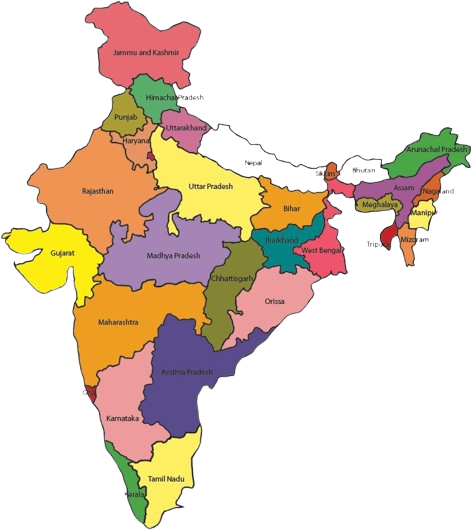 Jammu and Kashmir
Himachal Pradesh
Punjab
Uttarakhand
Haryana
Arunachal Pradesh
Nepal
Bhutan
Sikkim
Rajasthan
Uttar Pradesh
Assam
Nagaland
Bihar
Meghalaya
Manipur
Jharkhand
West Bengal
Tripura
Mizoram
Gujarat
Madhya Pradesh
Chhattisgarh
Orissa
Maharashtra
Andhra Pradesh
Goa
Karnataka
Tamil Nadu
Kerala